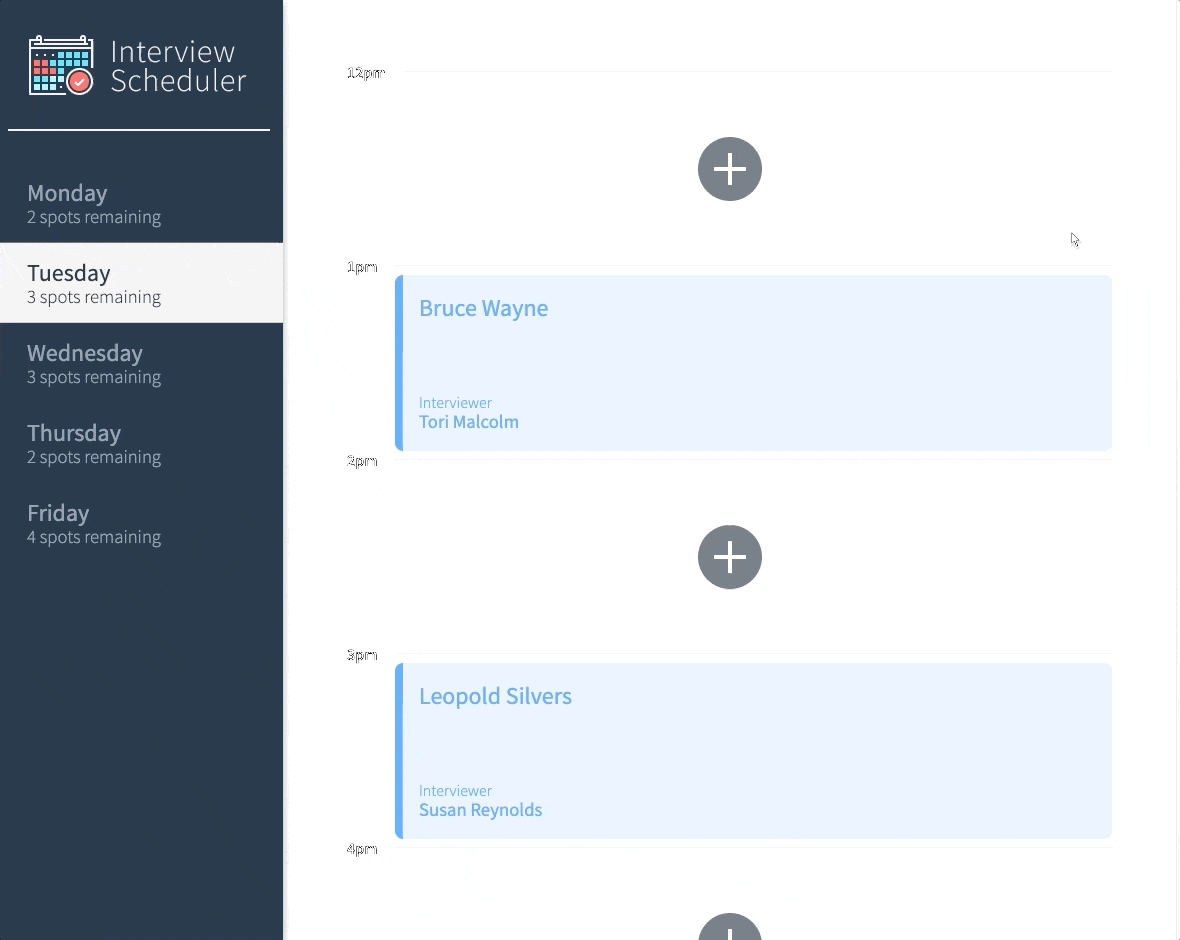 Interview
Scheduler
Monday
2 spots remaining
Tuesday
3 spots remaining
Wednesday
3 spots remaining
Thursday
2 spots remaining
Friday
4 spots remaining
12pm
1pm
Bruce Wayne
Interviewer
Tori Malcolm
2pm
3pm
Leopold Silvers
Interviewer
Susan Reynolds
4pm